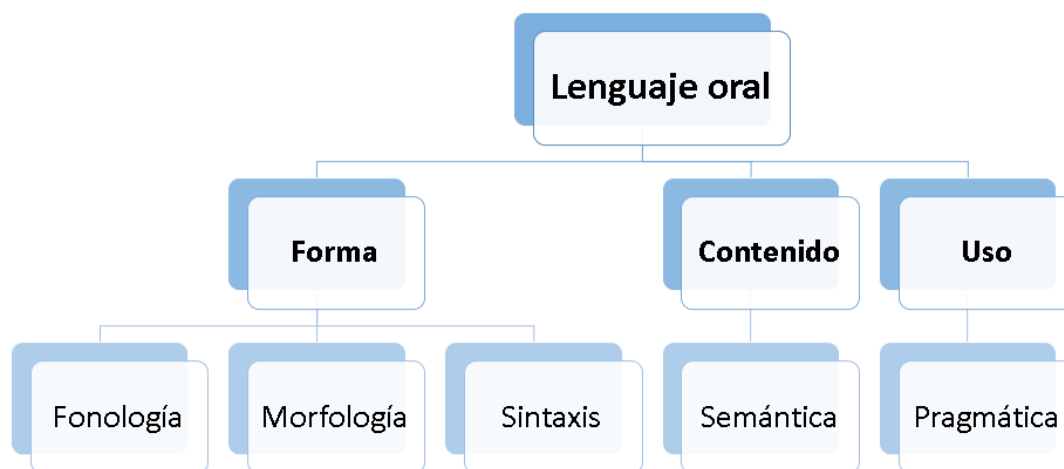 Lenguaje oral
Forma
Contenido
Uso
Fonología
Morfología
Sintaxis
Semántica
Pragmática